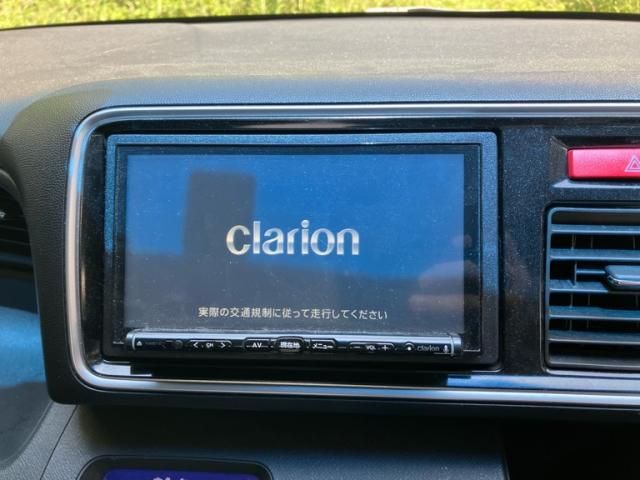 clarion
実際の交通規制に従って走行してください
< CH > AV 現在地 メニュー − VOL + clarion